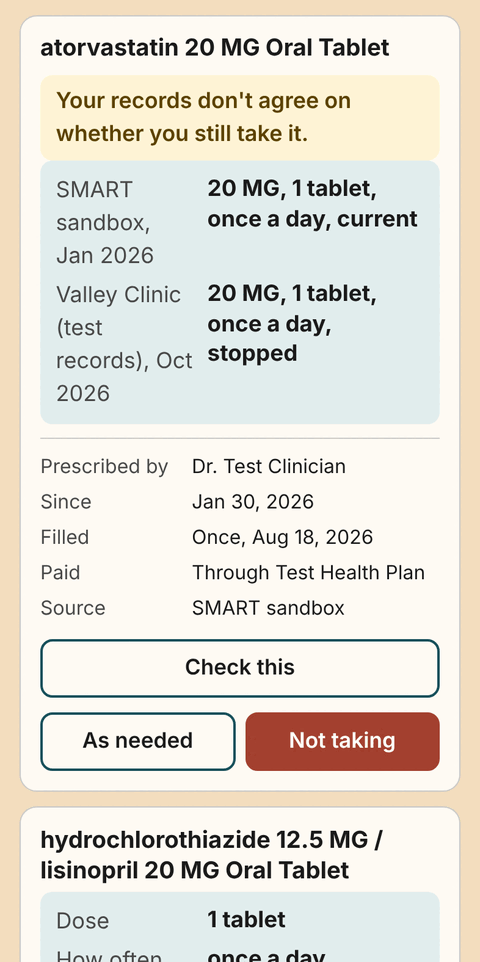 atorvastatin 20 MG Oral Tablet
Your records don't agree on
whether you still take it.
SMART
sandbox,
Jan 2026
20 MG, 1 tablet,
once a day, current
Valley Clinic
(test
records), Oct
2026
20 MG, 1 tablet,
once a day,
stopped
Prescribed by Dr. Test Clinician
Since Jan 30, 2026
Filled Once, Aug 18, 2026
Paid Through Test Health Plan
Source SMART sandbox
Check this
As needed Not taking
hydrochlorothiazide 12.5 MG /
lisinopril 20 MG Oral Tablet
Dose 1 tablet
How often once a day